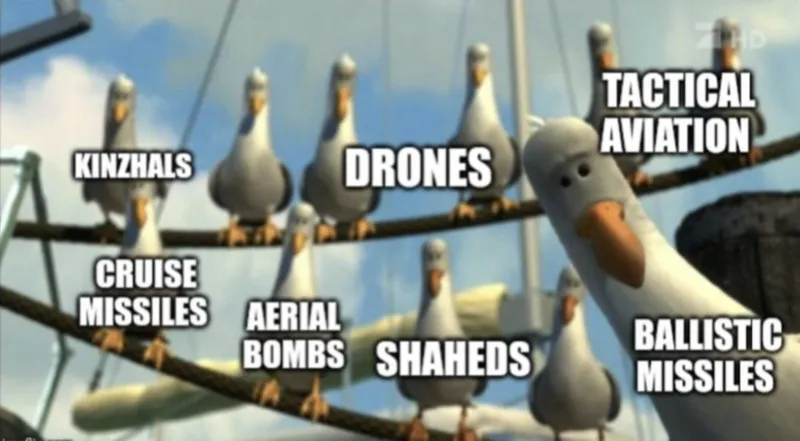 KINZHALS
DRONES
TACTICAL
AVIATION
CRUISE
MISSILES
AERIAL
BOMBS
SHAHEDS
BALLISTIC
MISSILES